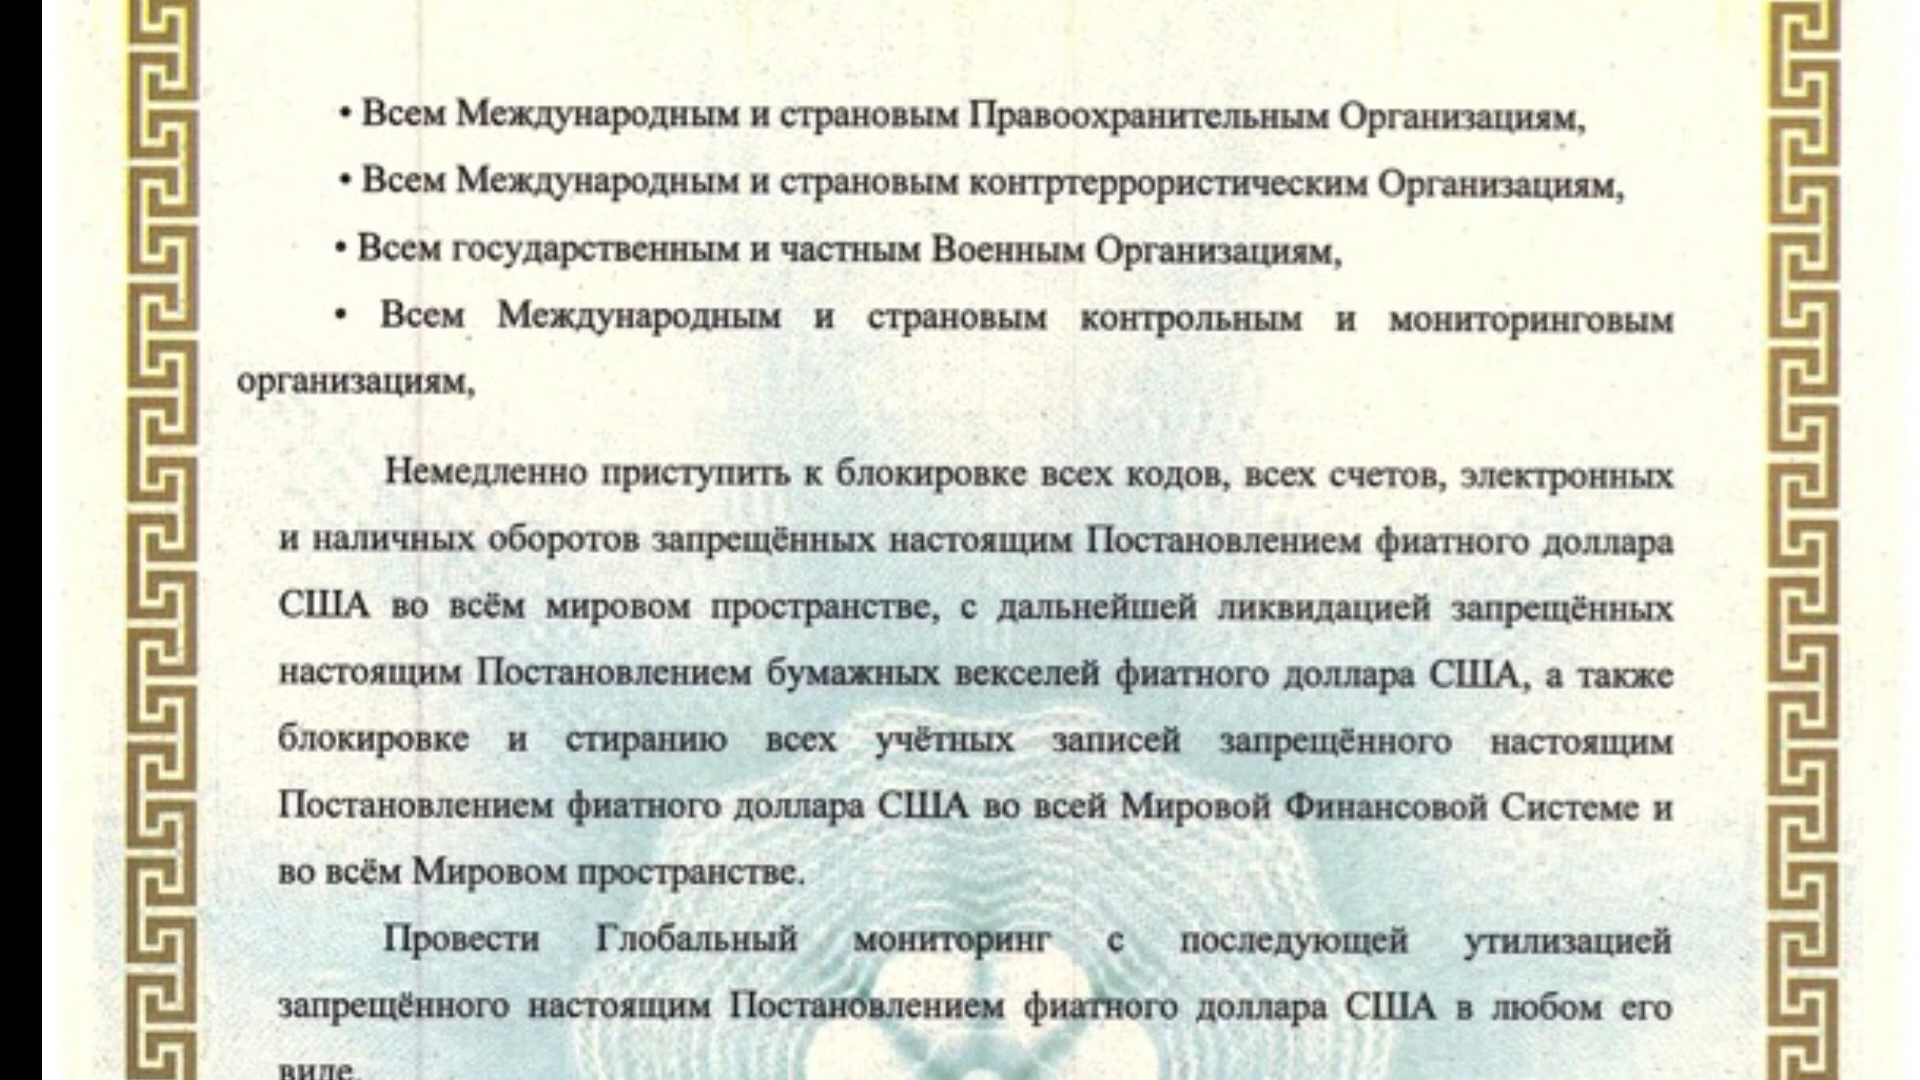 • Всем Международным и страновым Правоохранительным Организациям,
• Всем Международным и страновым контртеррористическим Организациям,
• Всем государственным и частным Военным Организациям,
• Всем Международным и страновым контрольным и мониторинговым
организациям,
Немедленно приступить к блокировке всех кодов, всех счетов, электронных
и наличных оборотов запрещённых настоящим Постановлением фиатного доллара
США во всём мировом пространстве, с дальнейшей ликвидацией запрещённых
настоящим Постановлением бумажных векселей фиатного доллара США, а также
блокировке и стиранию всех учётных записей запрещённого настоящим
Постановлением фиатного доллара США во всей Мировой Финансовой Системе и
во всём Мировом пространстве.
Провести Глобальный мониторинг с последующей утилизацией
запрещённого настоящим Постановлением фиатного доллара США в любом его
виде.